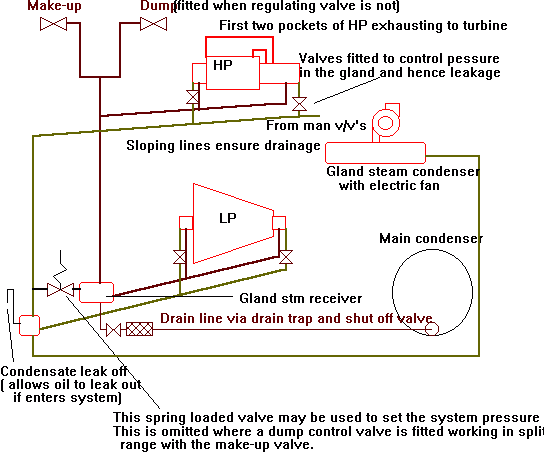 Make-up
Dump
(fitted when regulating valve is not)
First two pockets of HP exhausting to turbine
HP
Valves fitted to control pessure
in the gland and hence leakage
From man v/v's
Sloping lines ensure drainage
Gland steam condenser
with electric fan
LP
Main condenser
Gland stm receiver
Drain line via drain trap and shut off valve
Condensate leak off
( allows oil to leak out
if enters system)
This spring loaded valve may be used to set the system pressure
This is omitted where a dump control valve is fitted working in split
range with the make-up valve.